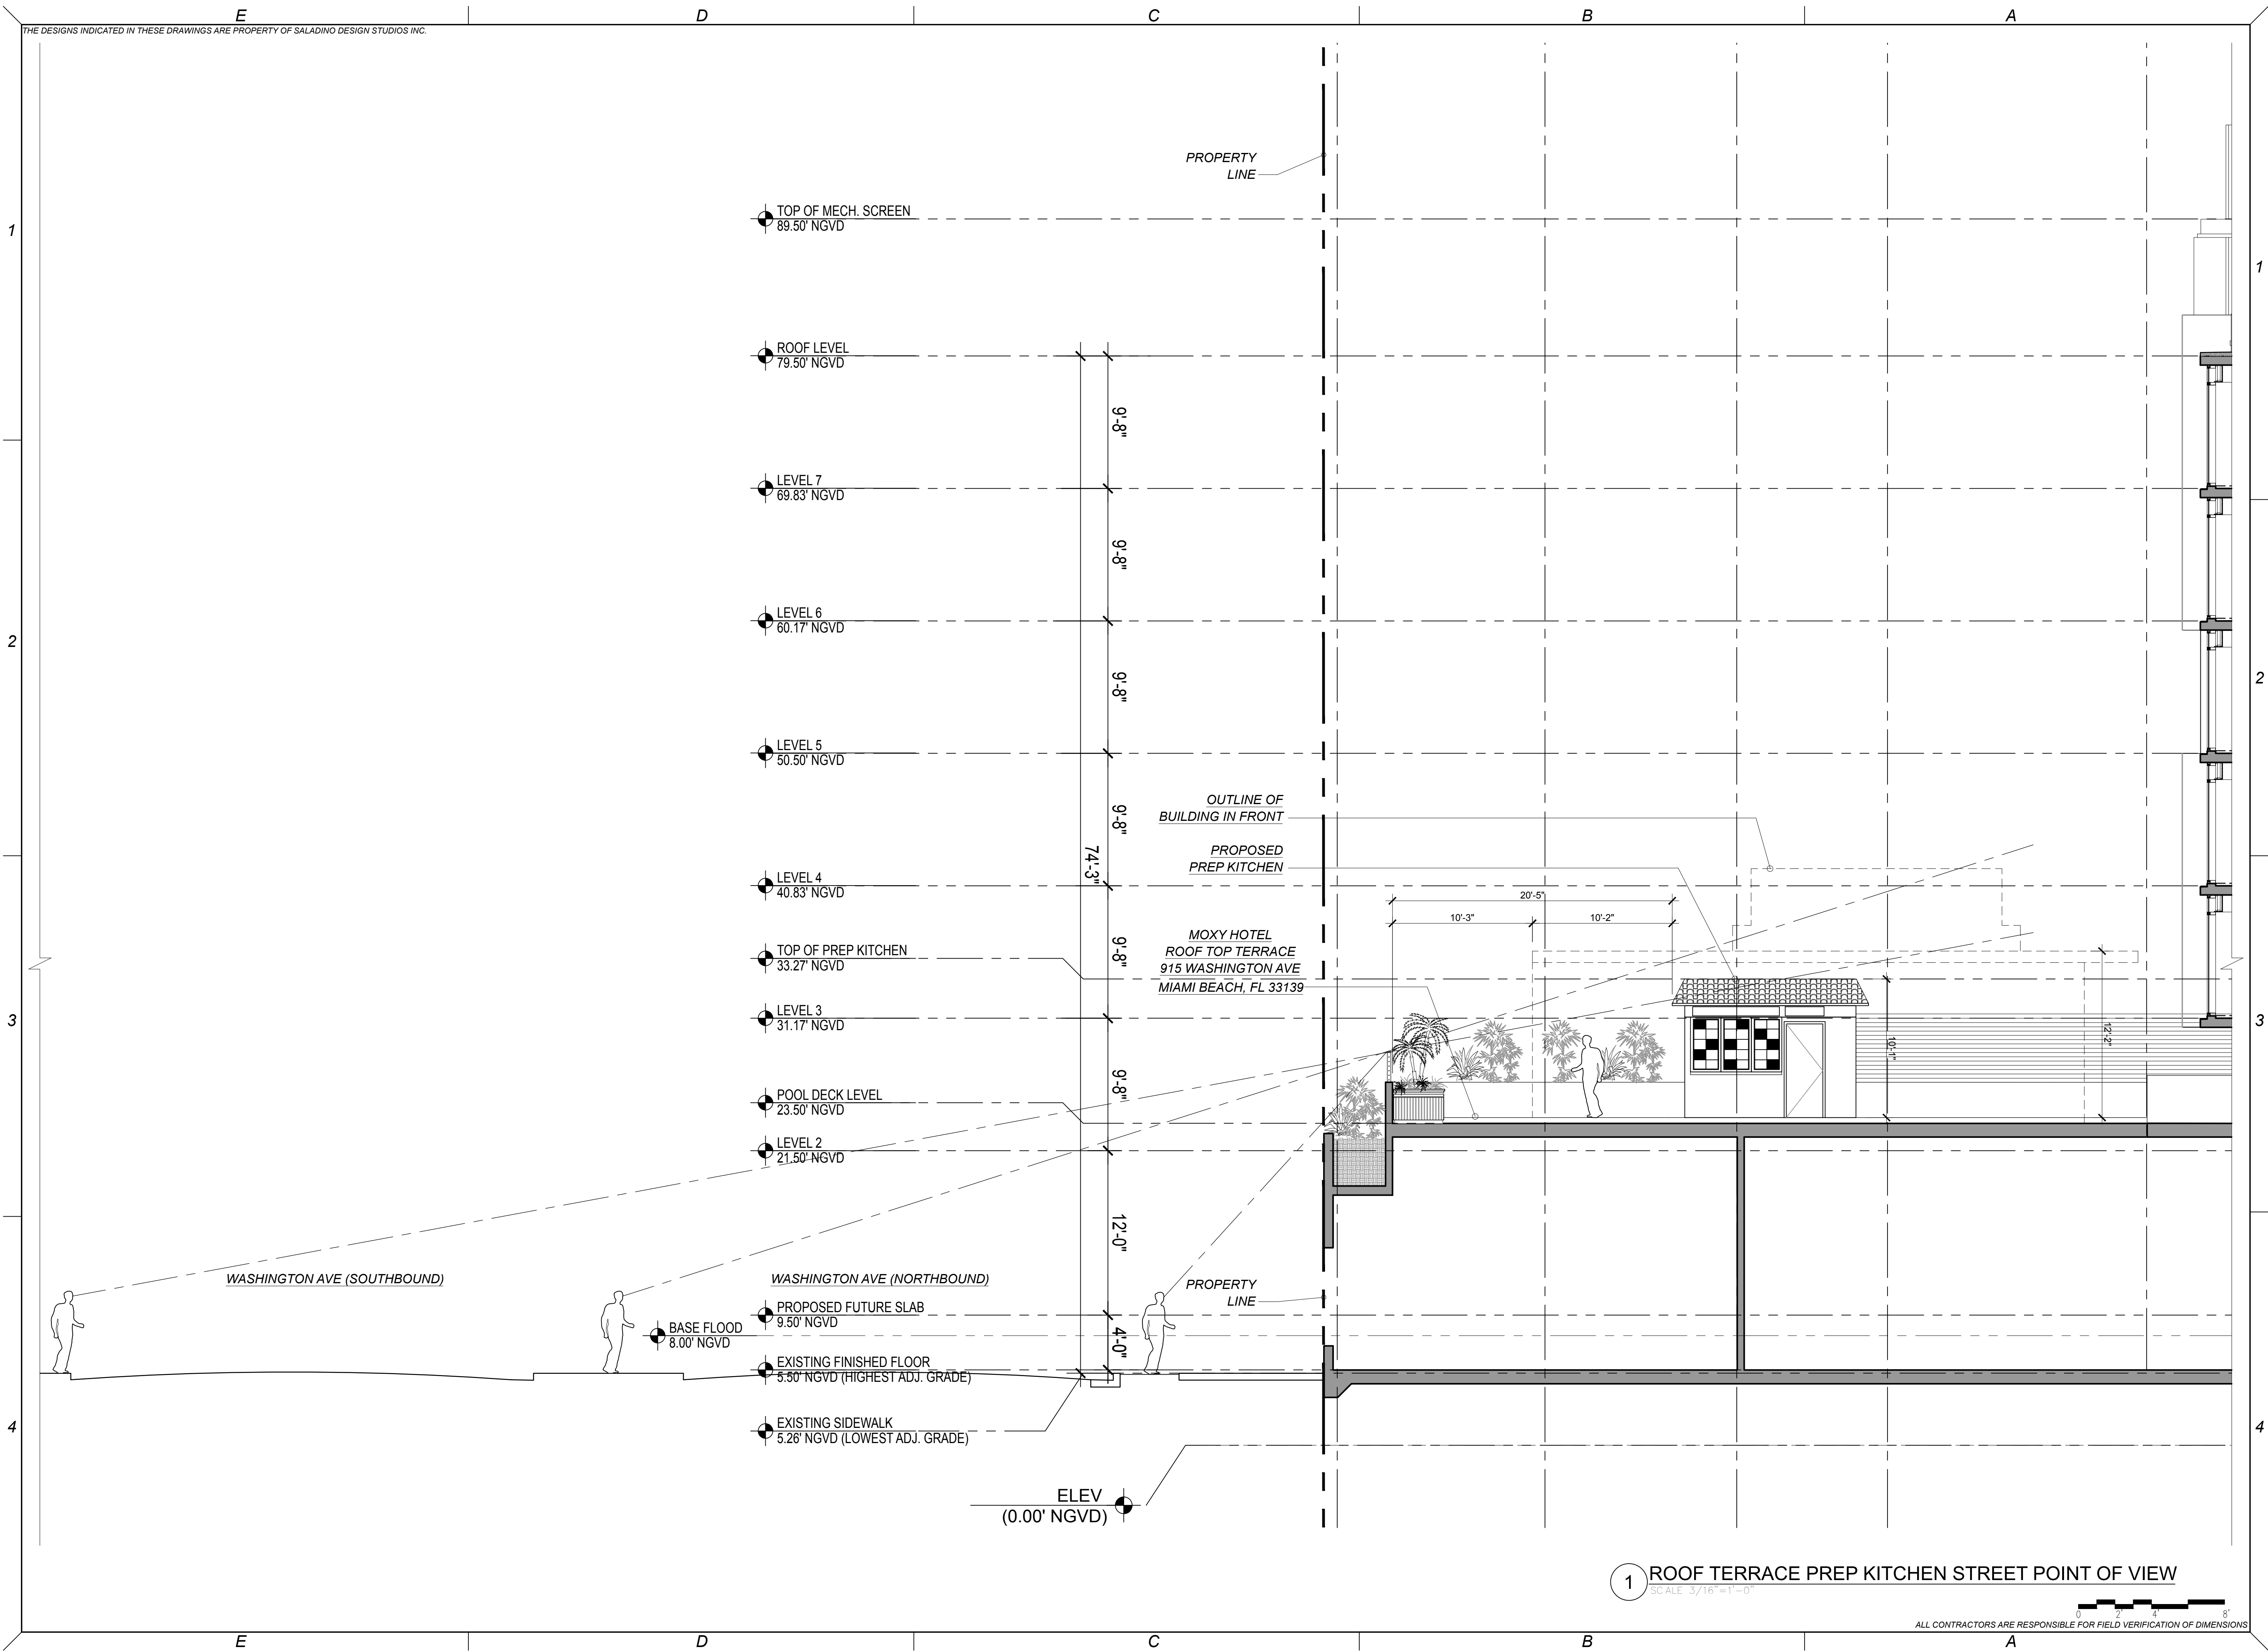 E D C B A
THE DESIGNS INDICATED IN THESE DRAWINGS ARE PROPERTY OF SALADINO DESIGN STUDIOS INC.
PROPERTY
LINE
TOP OF MECH. SCREEN
89.50' NGVD
1
1
ROOF LEVEL
79.50' NGVD
9'-8"
LEVEL 7
69.83' NGVD
9'-8"
LEVEL 6
60.17' NGVD
2
2
9'-8"
LEVEL 5
50.50' NGVD
OUTLINE OF
BUILDING IN FRONT
9'-8"
PROPOSED
PREP KITCHEN
74'-3"
LEVEL 4
40.83' NGVD
20'-5"
10'-3"
10'-2"
9'-8"
MOXY HOTEL
ROOF TOP TERRACE
915 WASHINGTON AVE
MIAMI BEACH, FL 33139
TOP OF PREP KITCHEN
33.27' NGVD
LEVEL 3
31.17' NGVD
3
3
12'-2"
10'-1"
9'-8"
POOL DECK LEVEL
23.50' NGVD
LEVEL 2
21.50' NGVD
12'-0"
WASHINGTON AVE (SOUTHBOUND)
WASHINGTON AVE (NORTHBOUND)
PROPERTY
LINE
PROPOSED FUTURE SLAB
9.50' NGVD
BASE FLOOD
8.00' NGVD
4'-0"
EXISTING FINISHED FLOOR
5.50' NGVD (HIGHEST ADJ. GRADE)
EXISTING SIDEWALK
5.26' NGVD (LOWEST ADJ. GRADE)
4
4
ELEV
(0.00' NGVD)
1
ROOF TERRACE PREP KITCHEN STREET POINT OF VIEW
SCALE 3/16"=1'-0"
0 2' 4' 8'
ALL CONTRACTORS ARE RESPONSIBLE FOR FIELD VERIFICATION OF DIMENSIONS
E D C B A